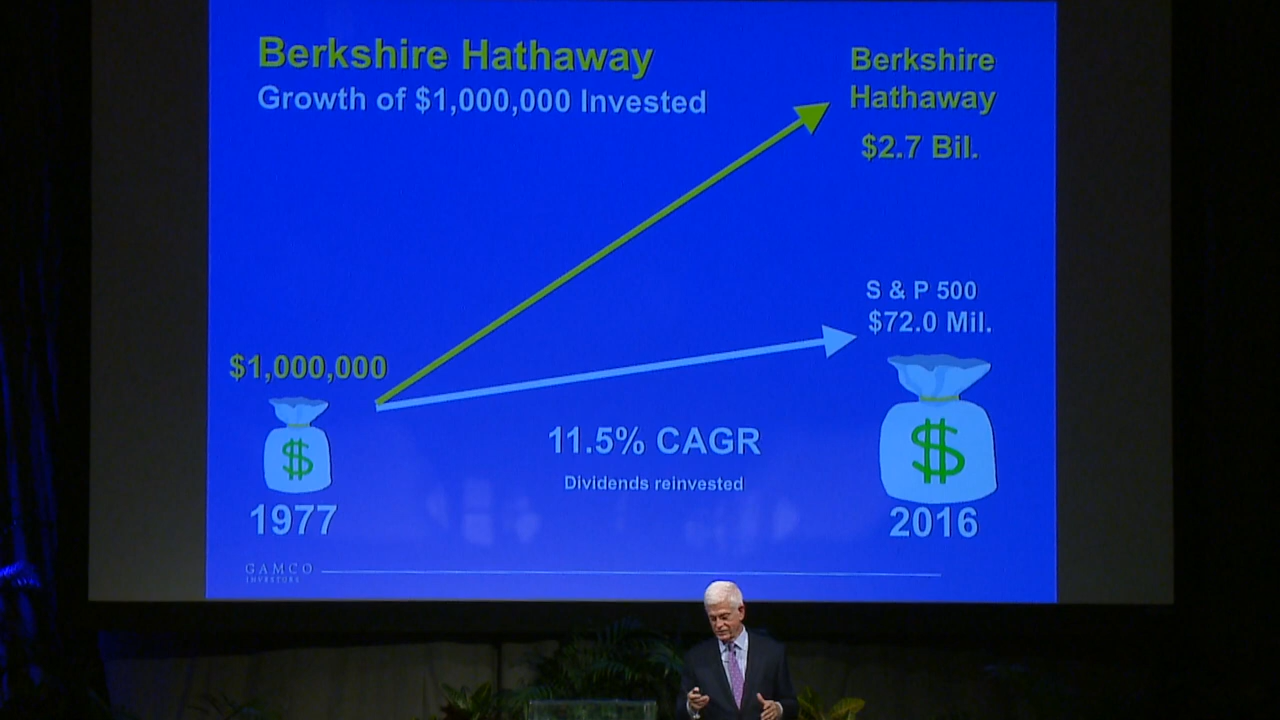 Berkshire Hathaway
Growth of $1,000,000 Invested
Berkshire
Hathaway
$2.7 Bil.
S & P 500
$72.0 Mil.
$1,000,000
$
$
11.5% CAGR
Dividends reinvested
1977
2016
GAMCO
INVESTORS